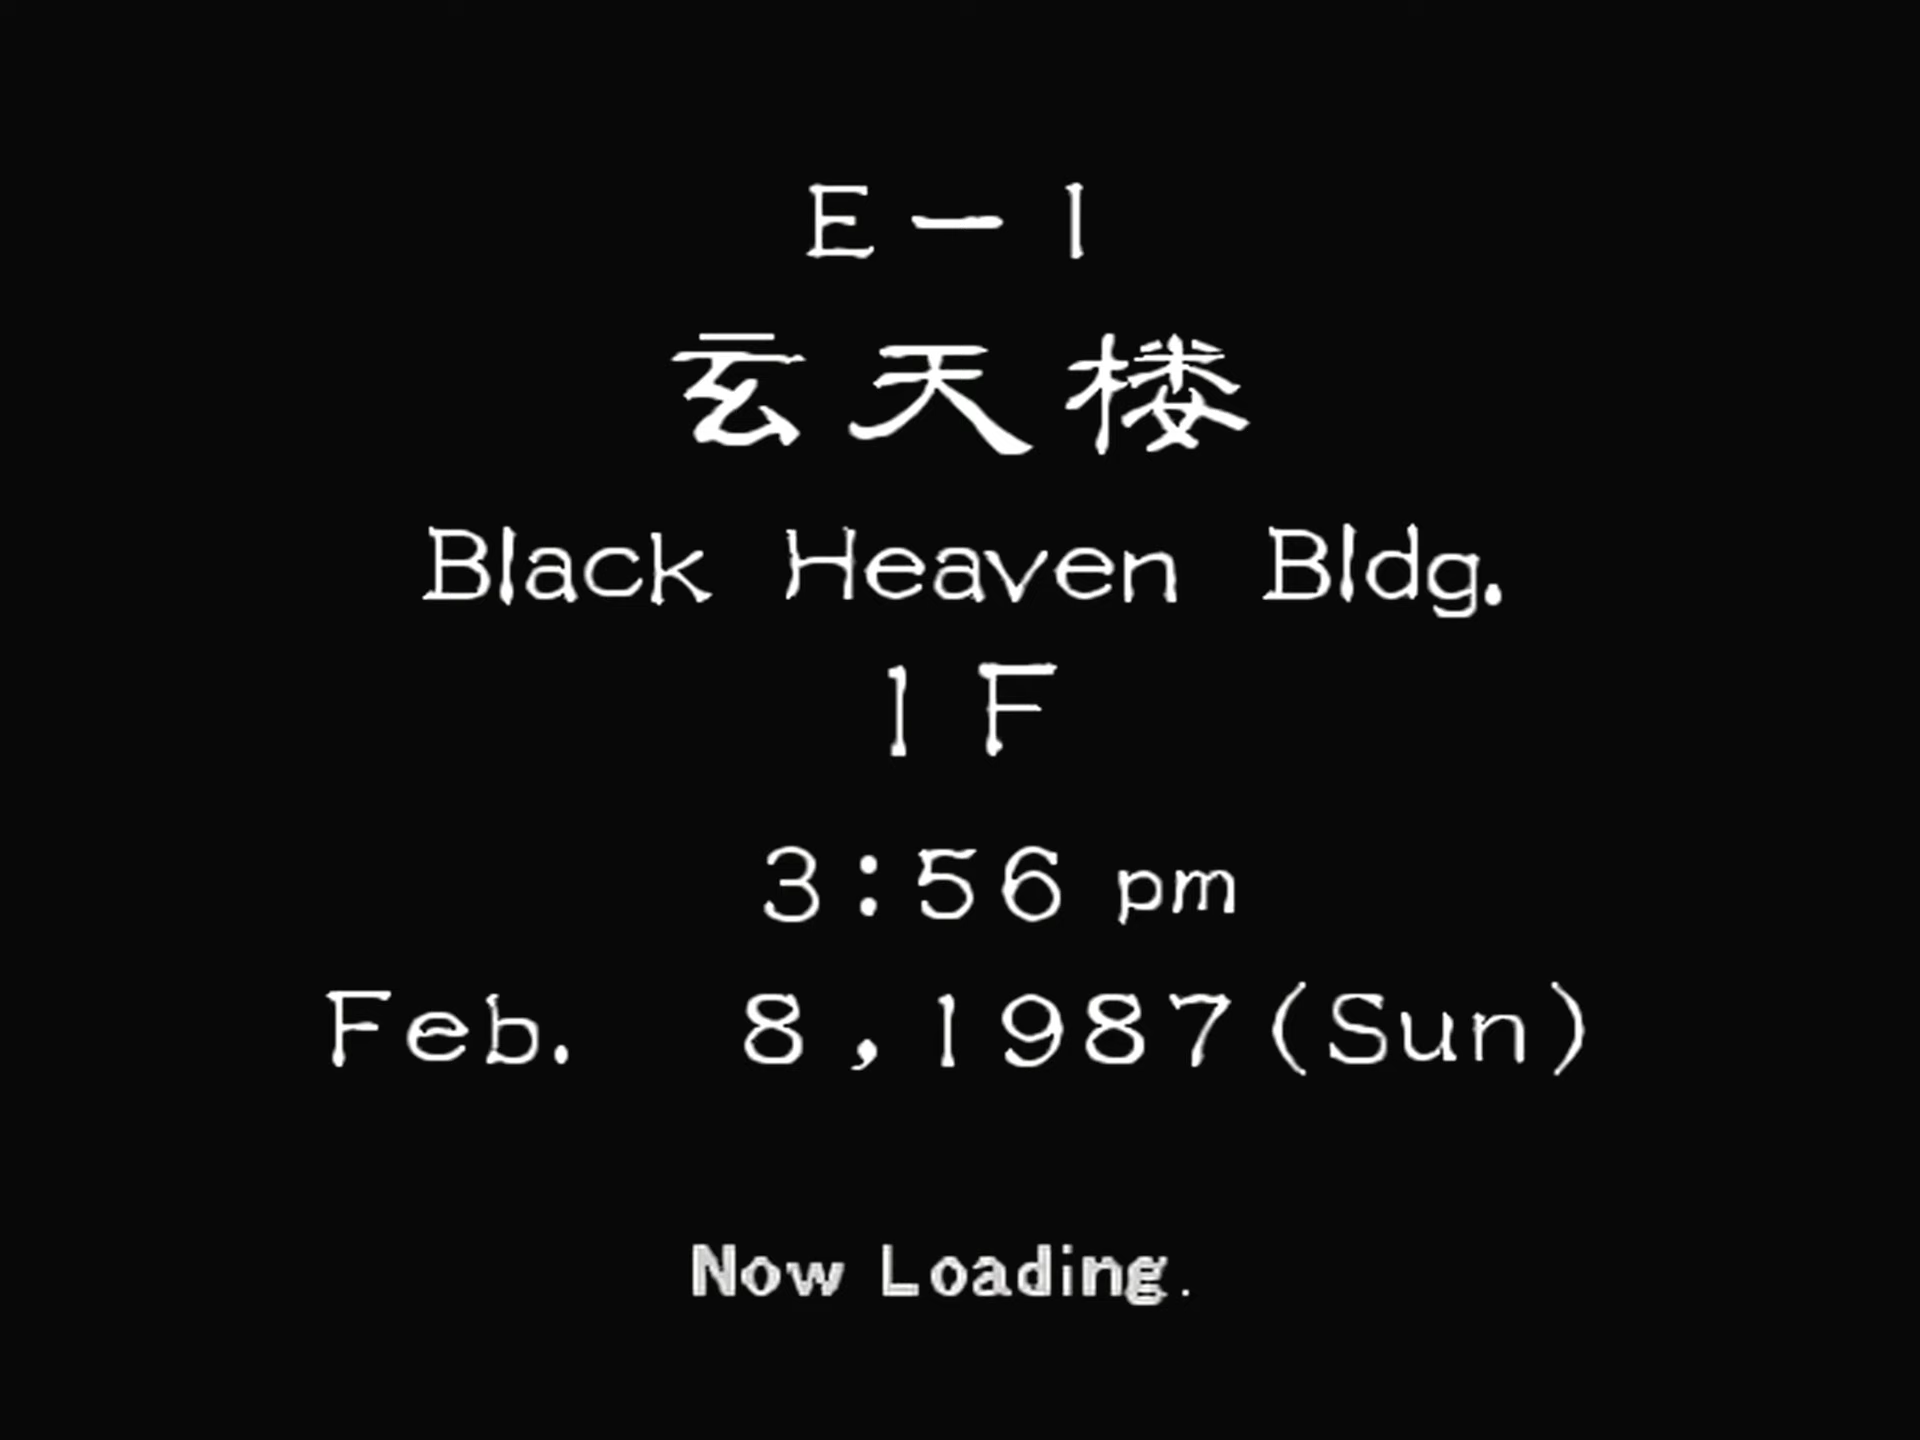 E－1
玄天楼
Black Heaven Bldg.
1F
3:56 pm
Feb. 8,1987(Sun)
Now Loading.